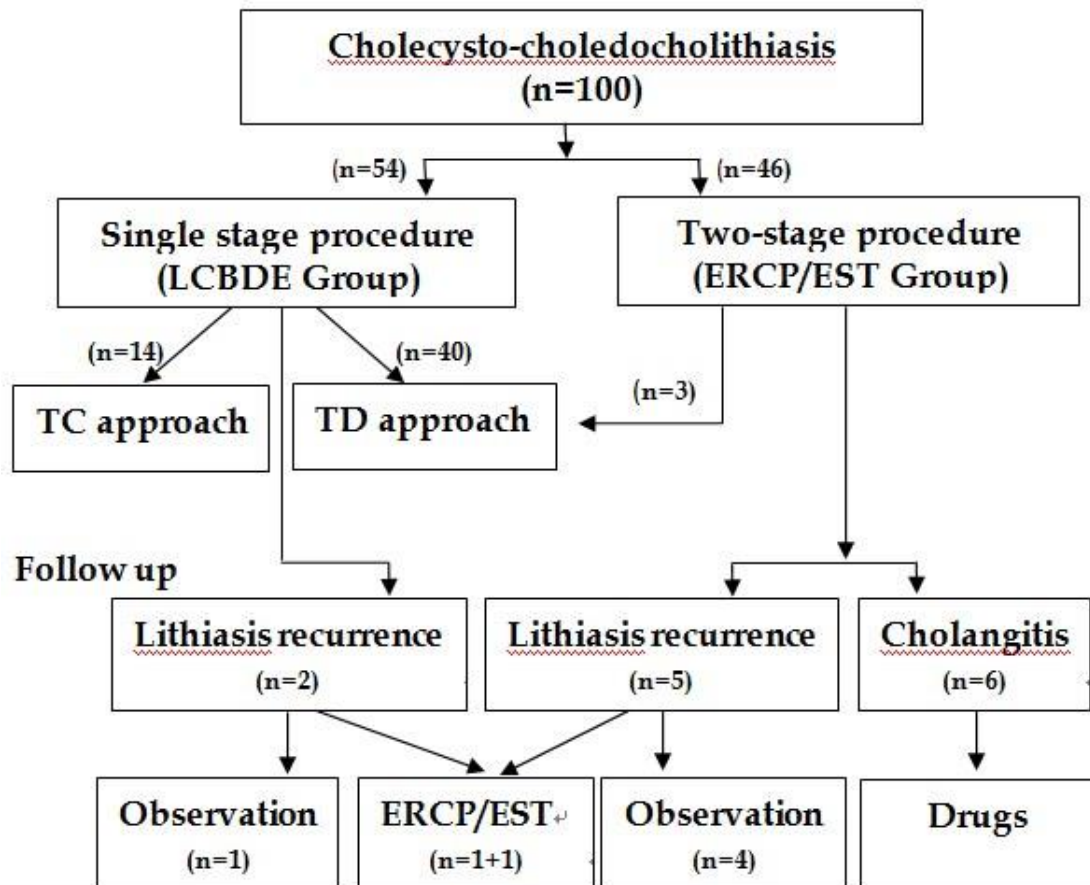 Cholecysto-choledocholithiasis
(n=100)
(n=54)
(n=46)
Single stage procedure
(LCBDE Group)
Two-stage procedure
(ERCP/EST Group)
(n=14)
(n=40)
(n=3)
TC approach
TD approach
Follow up
Lithiasis recurrence
(n=2)
Lithiasis recurrence
(n=5)
Cholangitis
(n=6)
Observation
(n=1)
ERCP/EST
(n=1+1)
Observation
(n=4)
Drugs